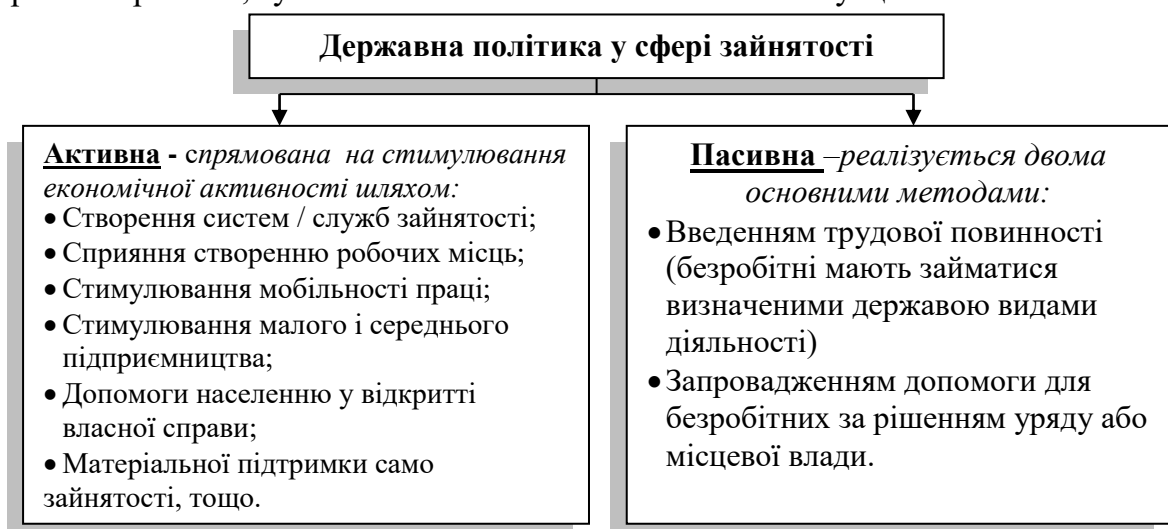 Державна політика у сфері зайнятості
Активна - спрямована на стимулювання
економічної активності шляхом:
• Створення систем / служб зайнятості;
• Сприяння створенню робочих місць;
• Стимулювання мобільності праці;
• Стимулювання малого і середнього
підприємництва;
• Допомоги населенню у відкритті
власної справи;
• Матеріальної підтримки само
зайнятості, тощо.
Пасивна –реалізується двома
основними методами:
• Введенням трудової повинності
(безробітні мають займатися
визначеними державою видами
діяльності)
• Запровадженням допомоги для
безробітних за рішенням уряду або
місцевої влади.